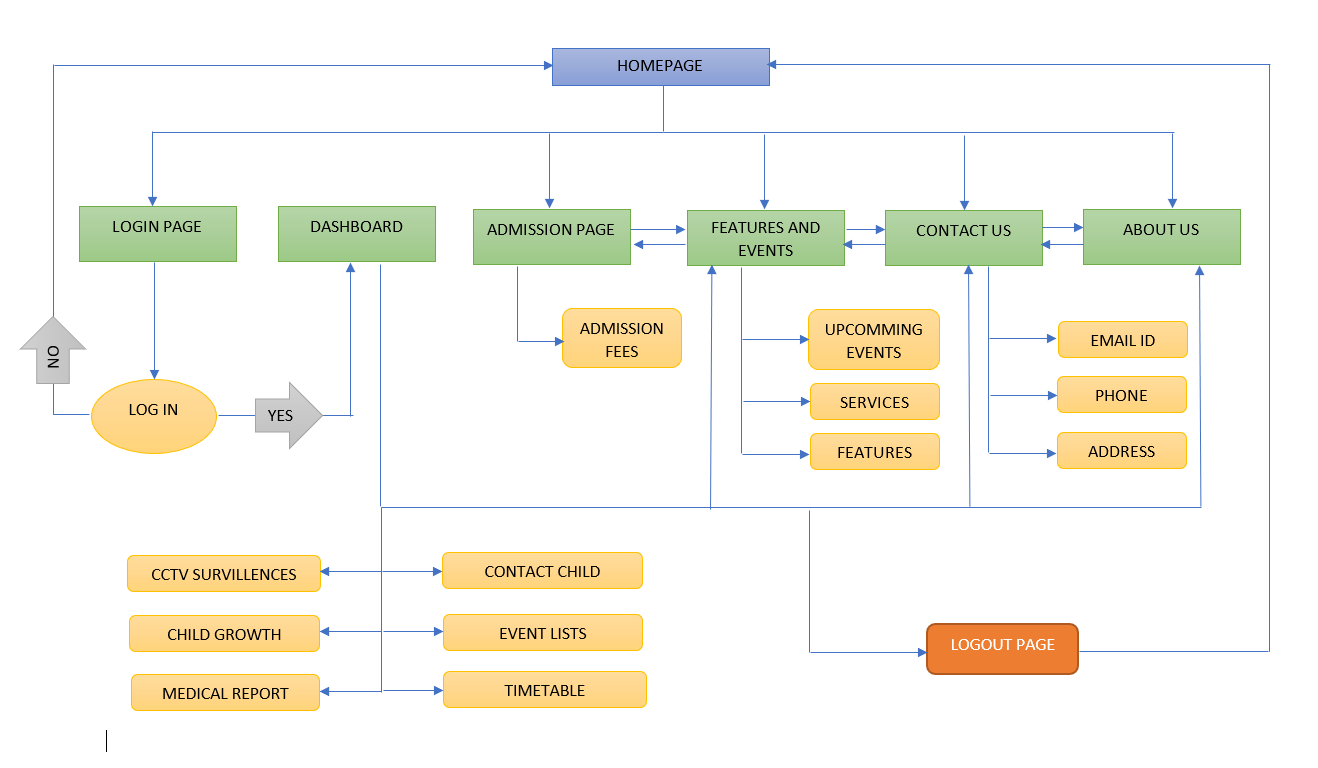 HOMEPAGE
LOGIN PAGE
DASHBOARD
ADMISSION PAGE
FEATURES AND
EVENTS
CONTACT US
ABOUT US
NO
LOG IN
YES
ADMISSION
FEES
UPCOMMING
EVENTS
SERVICES
FEATURES
EMAIL ID
PHONE
ADDRESS
CCTV SURVILLENCES
CONTACT CHILD
CHILD GROWTH
EVENT LISTS
MEDICAL REPORT
TIMETABLE
LOGOUT PAGE